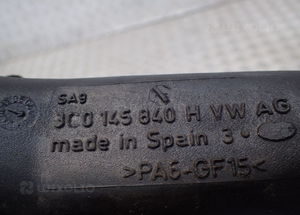 SA9
3C0 145 840 H VW AG
made in Spain 3
>PA6-GF15<